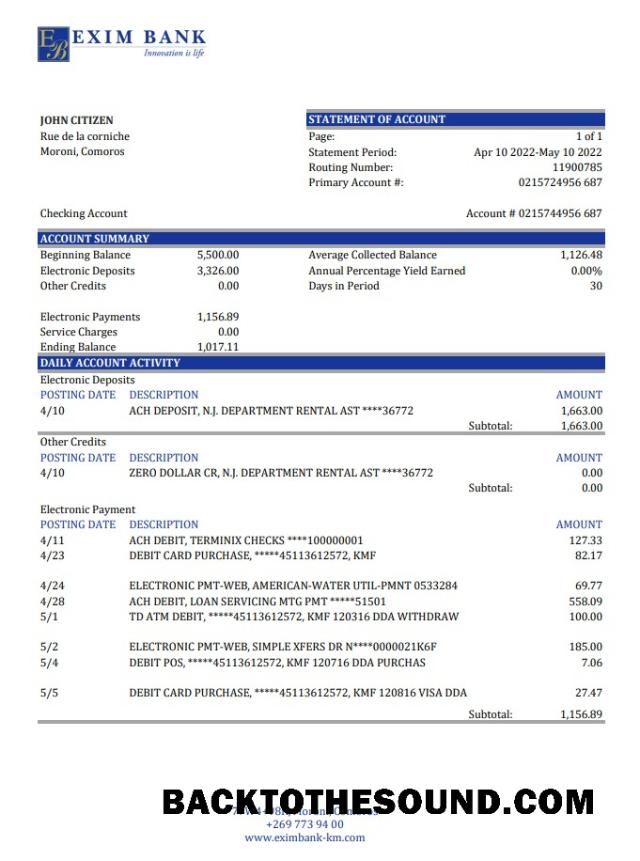 EB EXIM BANK
Innovation is life
JOHN CITIZEN
Rue de la corniche
Moroni, Comoros
STATEMENT OF ACCOUNT
Page: 1 of 1
Statement Period: Apr 10 2022-May 10 2022
Routing Number: 11900785
Primary Account #: 0215724956 687
Checking Account Account # 0215744956 687
ACCOUNT SUMMARY
Beginning Balance 5,500.00 Average Collected Balance 1,126.48
Electronic Deposits 3,326.00 Annual Percentage Yield Earned 0.00%
Other Credits 0.00 Days in Period 30
Electronic Payments 1,156.89
Service Charges 0.00
Ending Balance 1,017.11
DAILY ACCOUNT ACTIVITY
Electronic Deposits
POSTING DATE DESCRIPTION AMOUNT
4/10 ACH DEPOSIT, N.J. DEPARTMENT RENTAL AST ****36772 1,663.00
Subtotal: 1,663.00
Other Credits
POSTING DATE DESCRIPTION AMOUNT
4/10 ZERO DOLLAR CR, N.J. DEPARTMENT RENTAL AST ****36772 0.00
Subtotal: 0.00
Electronic Payment
POSTING DATE DESCRIPTION AMOUNT
4/11 ACH DEBIT, TERMINIX CHECKS ****100000001 127.33
4/23 DEBIT CARD PURCHASE, *****45113612572, KMF 82.17
4/24 ELECTRONIC PMT-WEB, AMERICAN-WATER UTIL-PMNT 0533284 69.77
4/28 ACH DEBIT, LOAN SERVICING MTG PMT *****51501 558.09
5/1 TD ATM DEBIT, *****45113612572, KMF 120316 DDA WITHDRAW 100.00
5/2 ELECTRONIC PMT-WEB, SIMPLE XFERS DR N****0000021K6F 185.00
5/4 DEBIT POS, *****45113612572, KMF 120716 DDA PURCHAS 7.06
5/5 DEBIT CARD PURCHASE, *****45113612572, KMF 120816 VISA DDA 27.47
Subtotal: 1,156.89
BACKTOTHESOUND.COM
+269 773 94 00
www.eximbank-km.com